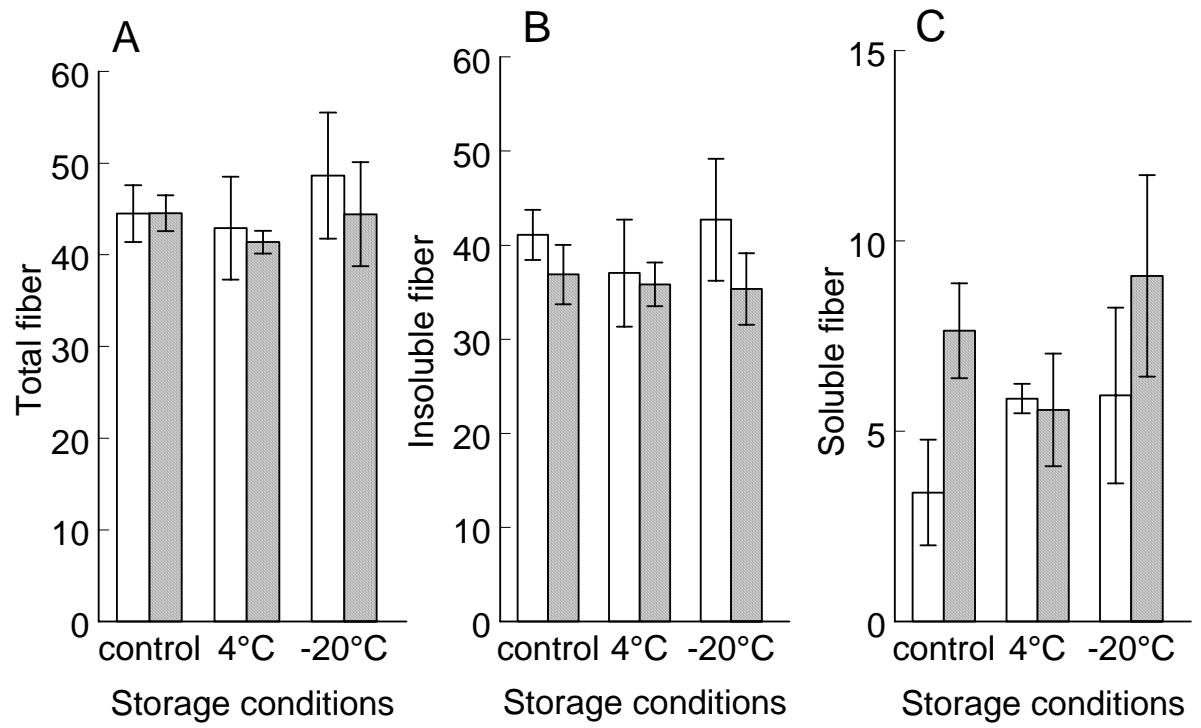 A
Total fiber
60
50
40
30
20
10
0
control 4°C -20°C
Storage conditions
B
Insoluble fiber
60
50
40
30
20
10
0
control 4°C -20°C
Storage conditions
C
Soluble fiber
15
10
5
0
control 4°C -20°C
Storage conditions